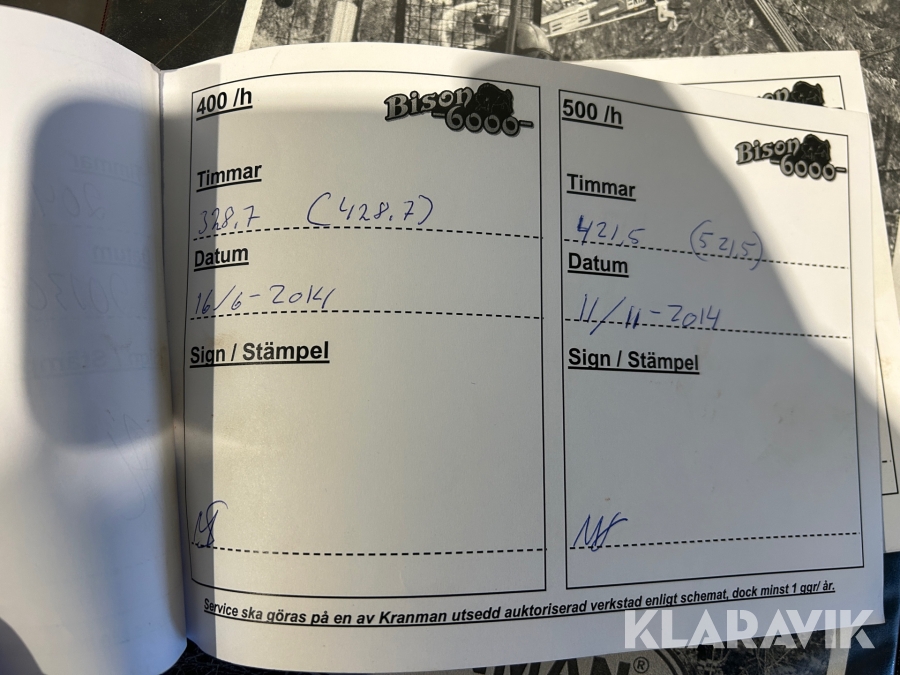 400 /h
Bison
-6000-
Timmar
328,7 (428,7)
Datum
16/6-2014
Sign / Stämpel
500 /h
Bison
-6000-
Timmar
421,5 (521,5)
Datum
11/11-2014
Sign / Stämpel
Service ska göras på en av Kranman utsedd auktoriserad verkstad enligt schemat, dock minst 1 ggr/ år.
KLARAVIK